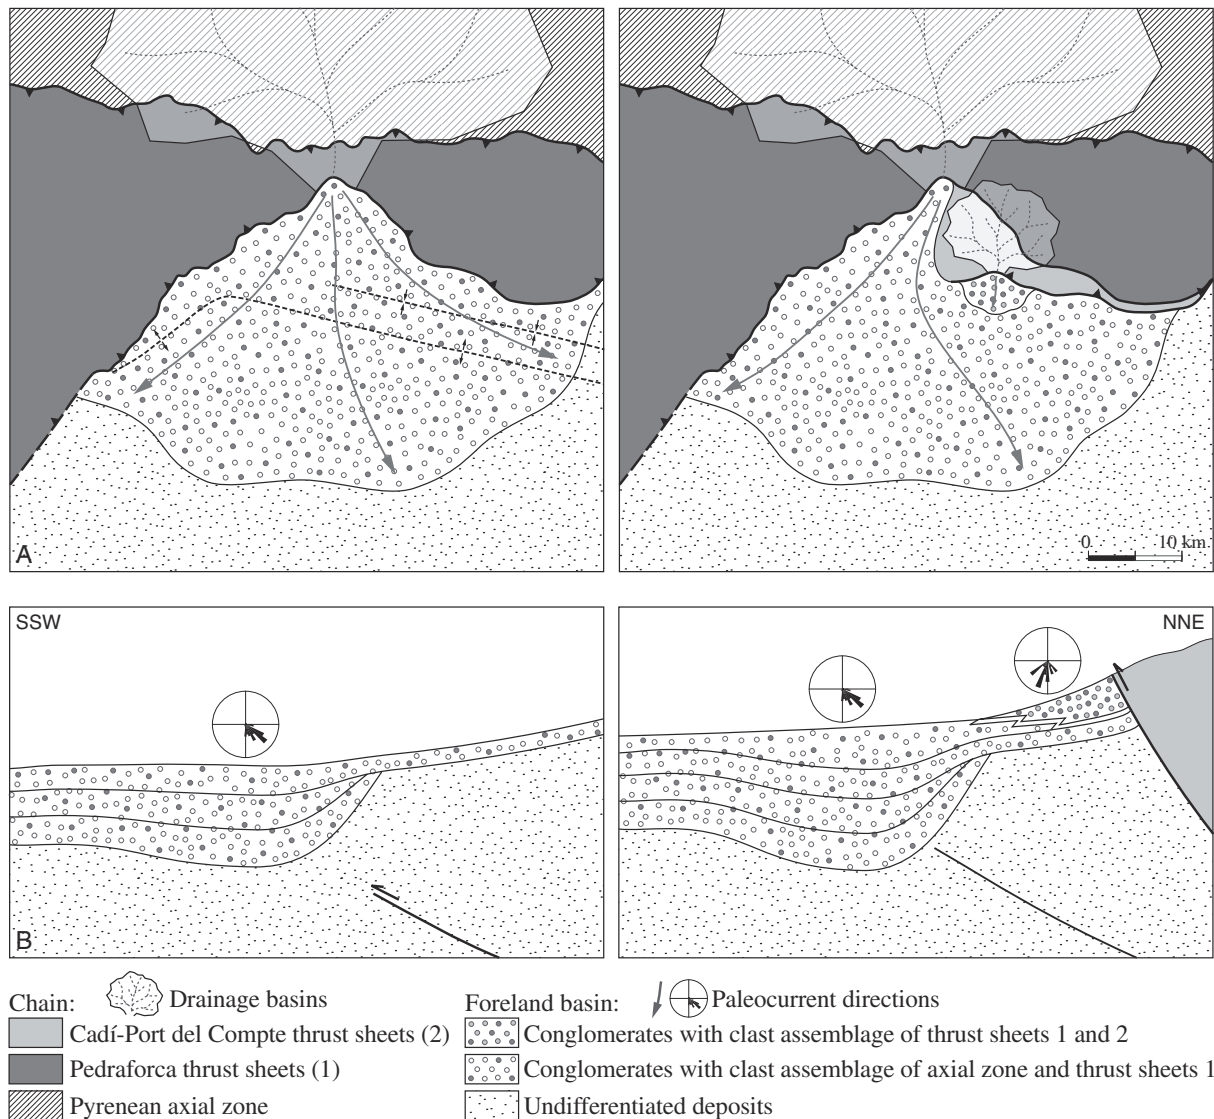 A
0 10 km
SSW
NNE
B
Chain:
Drainage basins
Cadí-Port del Compte thrust sheets (2)
Pedraforca thrust sheets (1)
Pyrenean axial zone
Foreland basin:
Paleocurrent directions
Conglomerates with clast assemblage of thrust sheets 1 and 2
Conglomerates with clast assemblage of axial zone and thrust sheets 1
Undifferentiated deposits